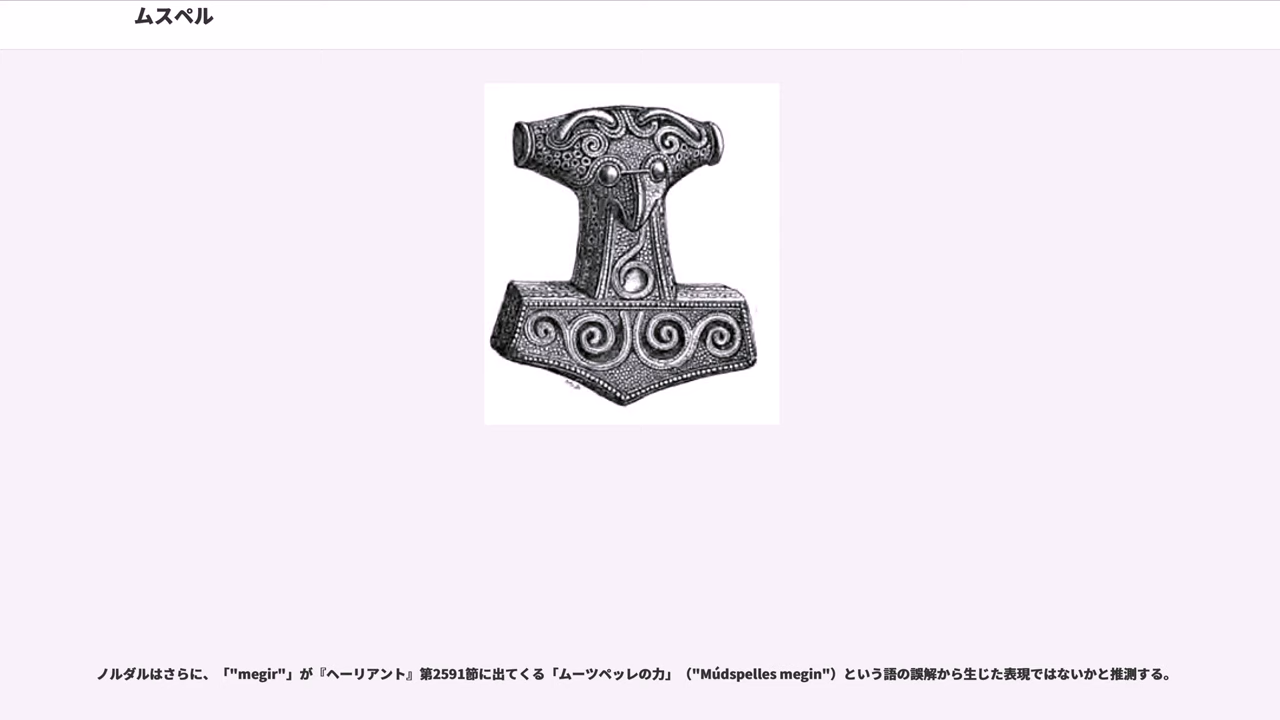 ムスペル
ノルダルはさらに、「"megir"」が『ヘーリアント』第2591節に出てくる「ムーツペッレの力」（"Múdspelles megin"）という語の誤解から生じた表現ではないかと推測する。